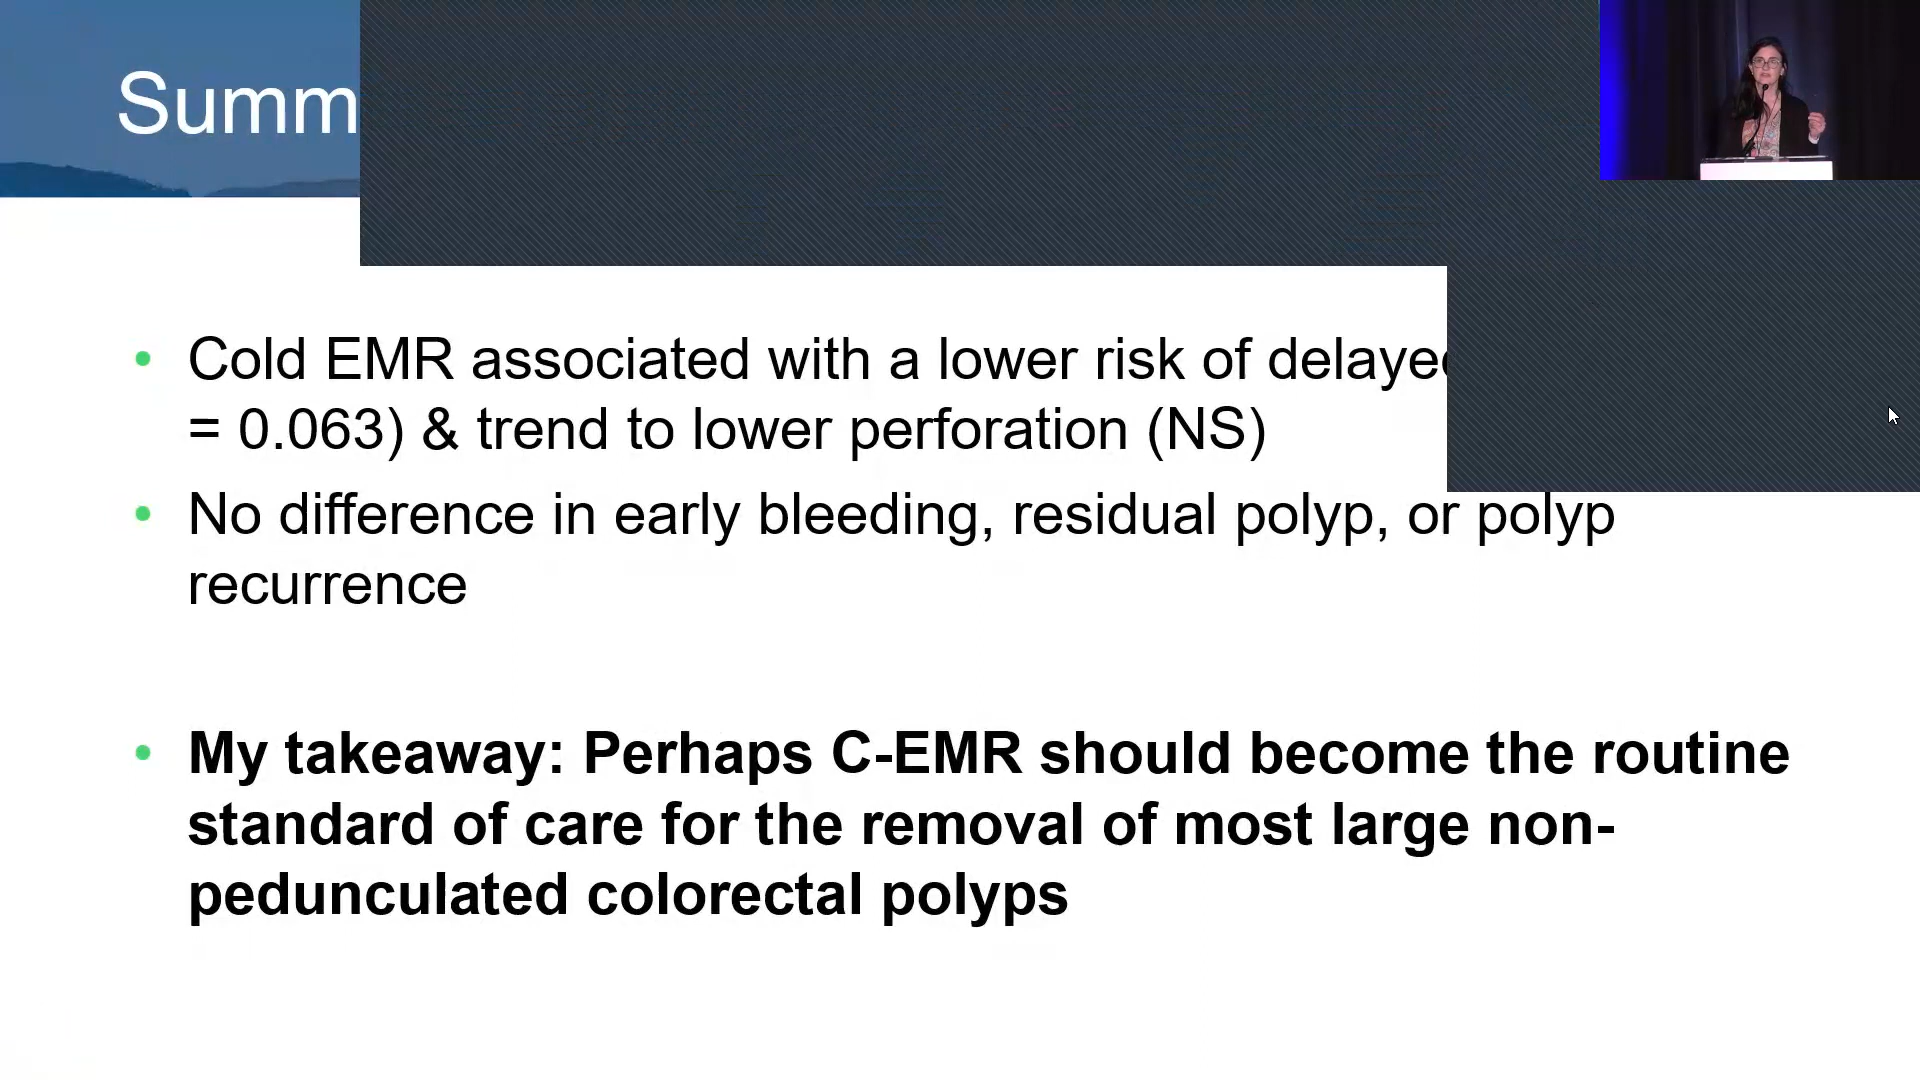 Summ
• Cold EMR associated with a lower risk of
= 0.063) & trend to lower perforation (NS)
• No difference in early bleeding, residual polyp, or polyp
recurrence
• My takeaway: Perhaps C-EMR should become the routine
standard of care for the removal of most large non-
pedunculated colorectal polyps